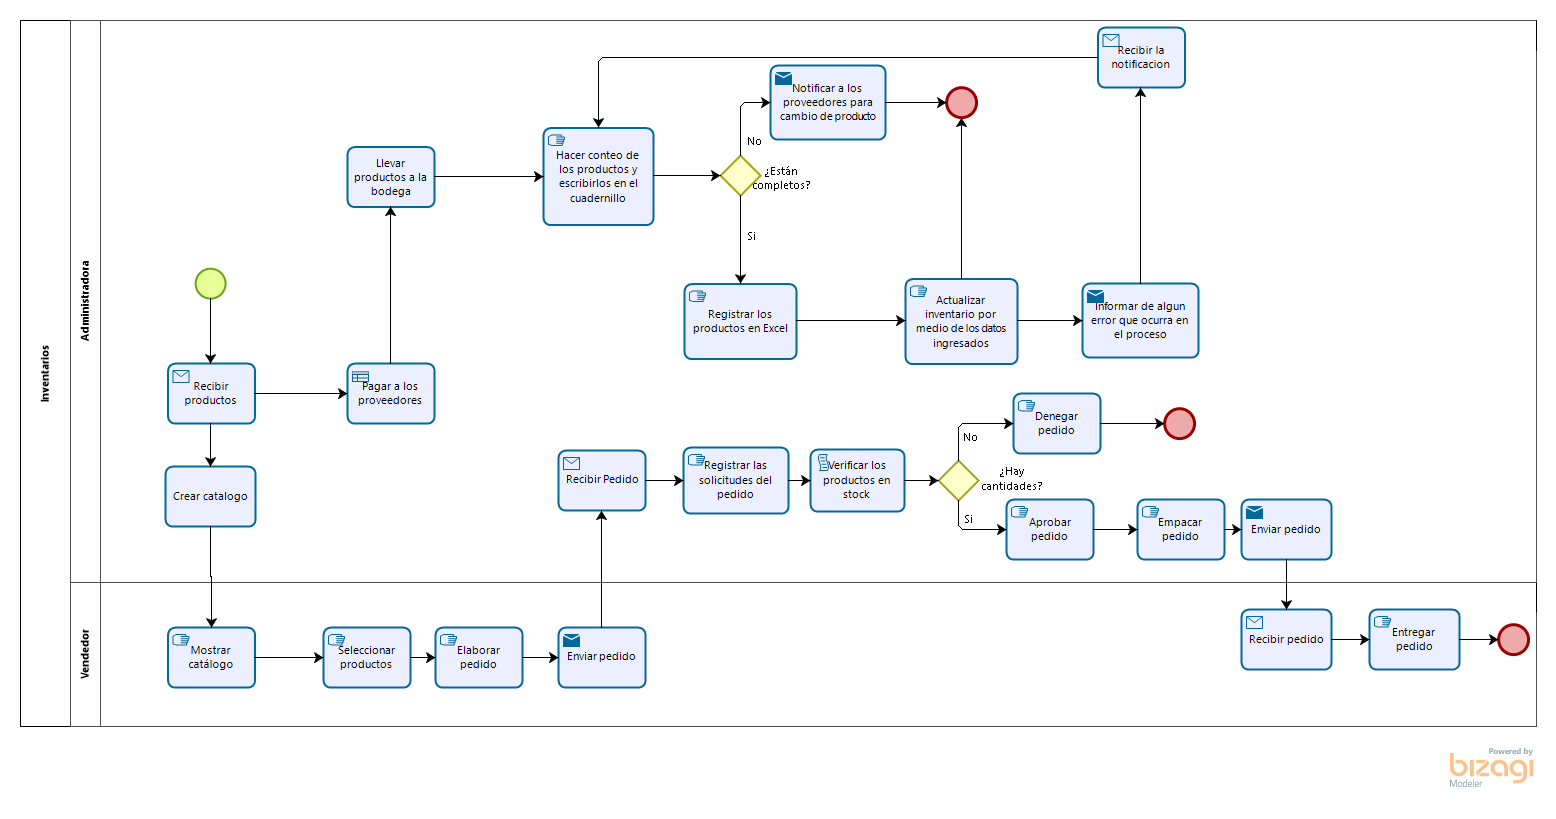 Inventarios
Administradora
Vendedor
Recibir la
notificacion
Notificar a los
proveedores para
cambio de producto
No
Hacer conteo de
los productos y
escribirlos en el
cuadernillo
Llevar
productos a la
bodega
¿Están
completos?
Si
Registrar los
productos en Excel
Actualizar
inventario por
medio de los datos
ingresados
Informar de algun
error que ocurra en
el proceso
Recibir
productos
Pagar a los
proveedores
Denegar
pedido
No
Recibir Pedido
Registrar las
solicitudes del
pedido
Verificar los
productos en
stock
¿Hay
cantidades?
Crear catalogo
Si
Aprobar
pedido
Empacar
pedido
Enviar pedido
Mostrar
catálogo
Seleccionar
productos
Elaborar
pedido
Enviar pedido
Recibir pedido
Entregar
pedido
Powered by
bizagi
Modeler